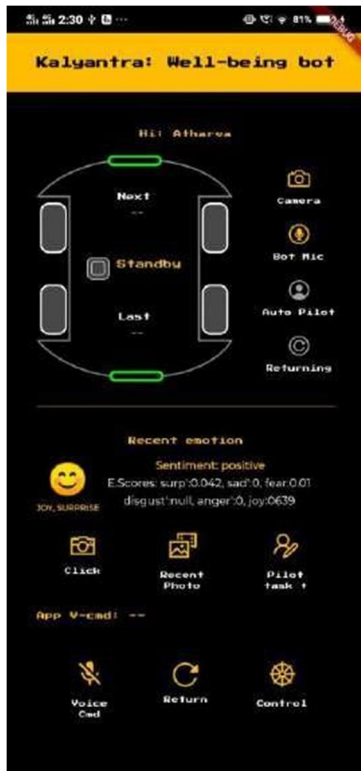 2:30
81%
DEBUG
Kalyantra: Well-being bot
Hi: Atharva
Next
--
Camera
Standby
Bot Mic
Last
--
Auto Pilot
Returning
Recent emotion
Sentiment: positive
E.Scores: surp':0.042, sad':0, fear:0.01
disgust':null, anger':0, joy:0639
JOY, SURPRISE
Click
Recent
Photo
Pilot
task +
App V-cmd: --
Voice
Cmd
Return
Control